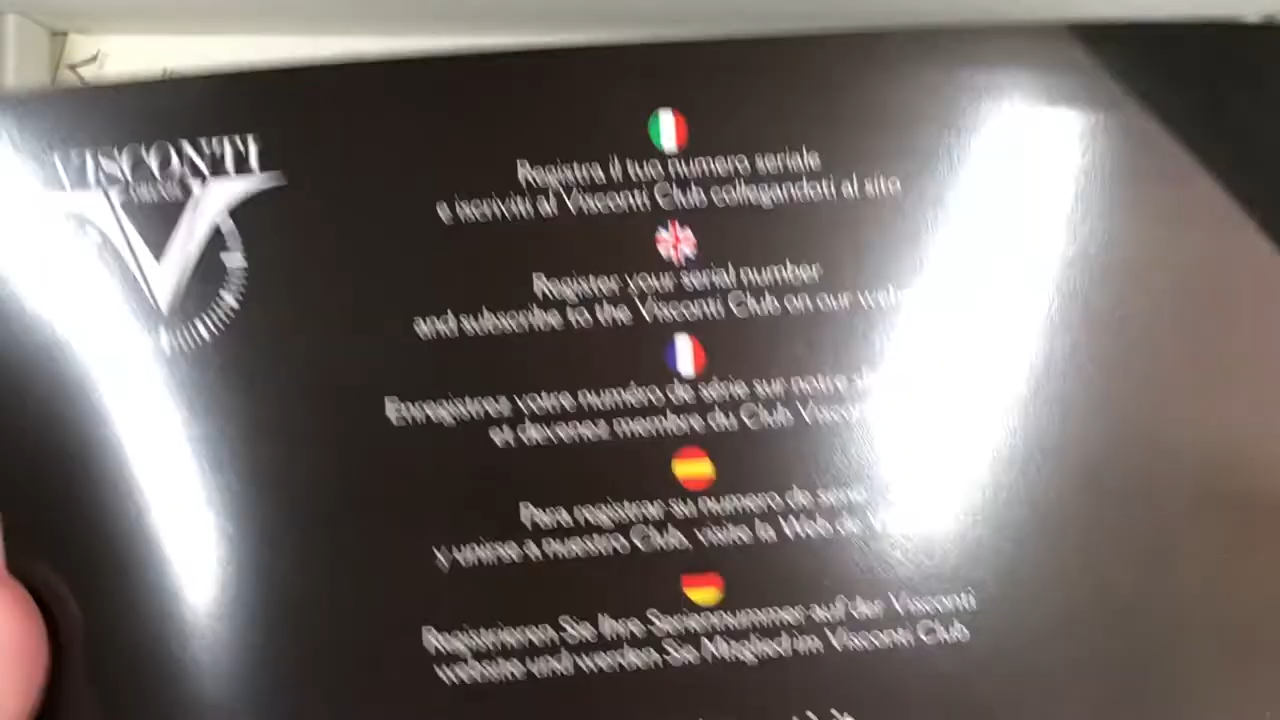 VISCONTI
Registra il tuo numero seriale
e iscriviti al Visconti Club collegandoti al sito
Register your serial number
and subscribe to the Visconti Club on our
Enregistrez votre numéro de série sur notre
et devenez membre du Club
Para registrar su numero de
y unirse a nuestro Club, visite la Web de
Registrieren Sie Ihre Seriennummer auf der Visconti
website und werden Sie Mitglied im Visconti Club